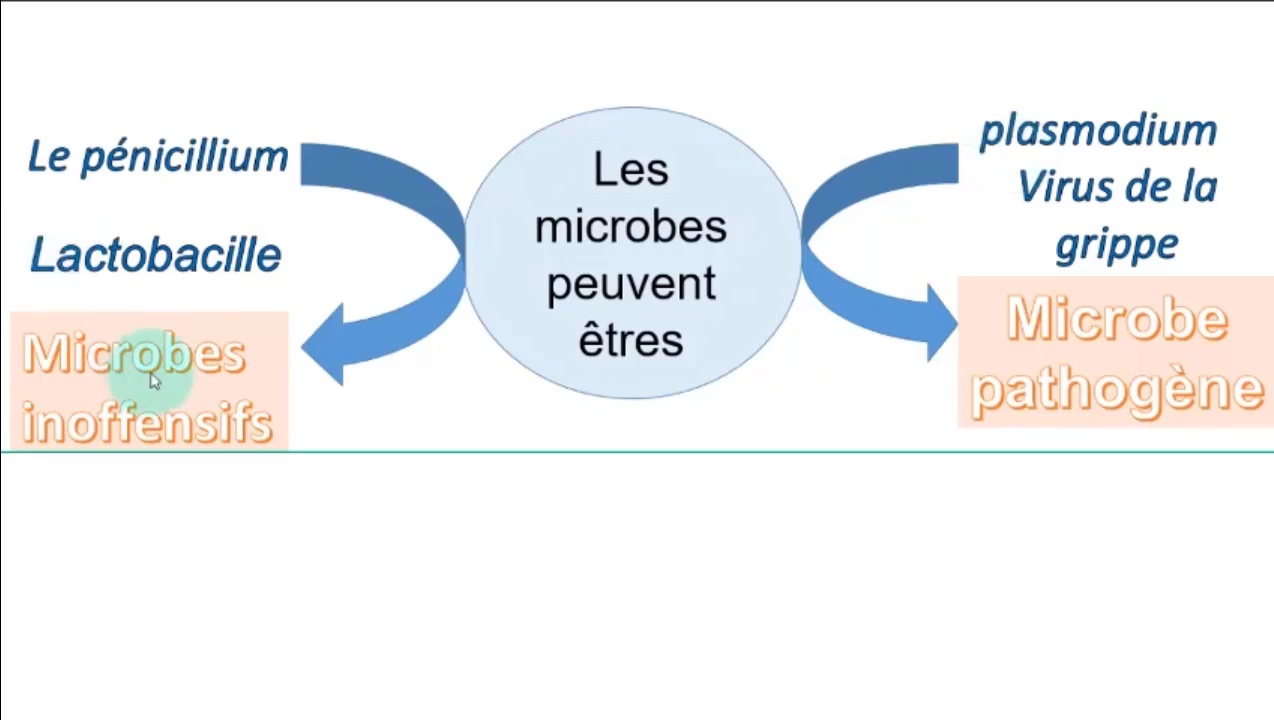 Le pénicillium
Lactobacille
Microbes
inoffensifs
Les
microbes
peuvent
êtres
plasmodium
Virus de la
grippe
Microbe
pathogène